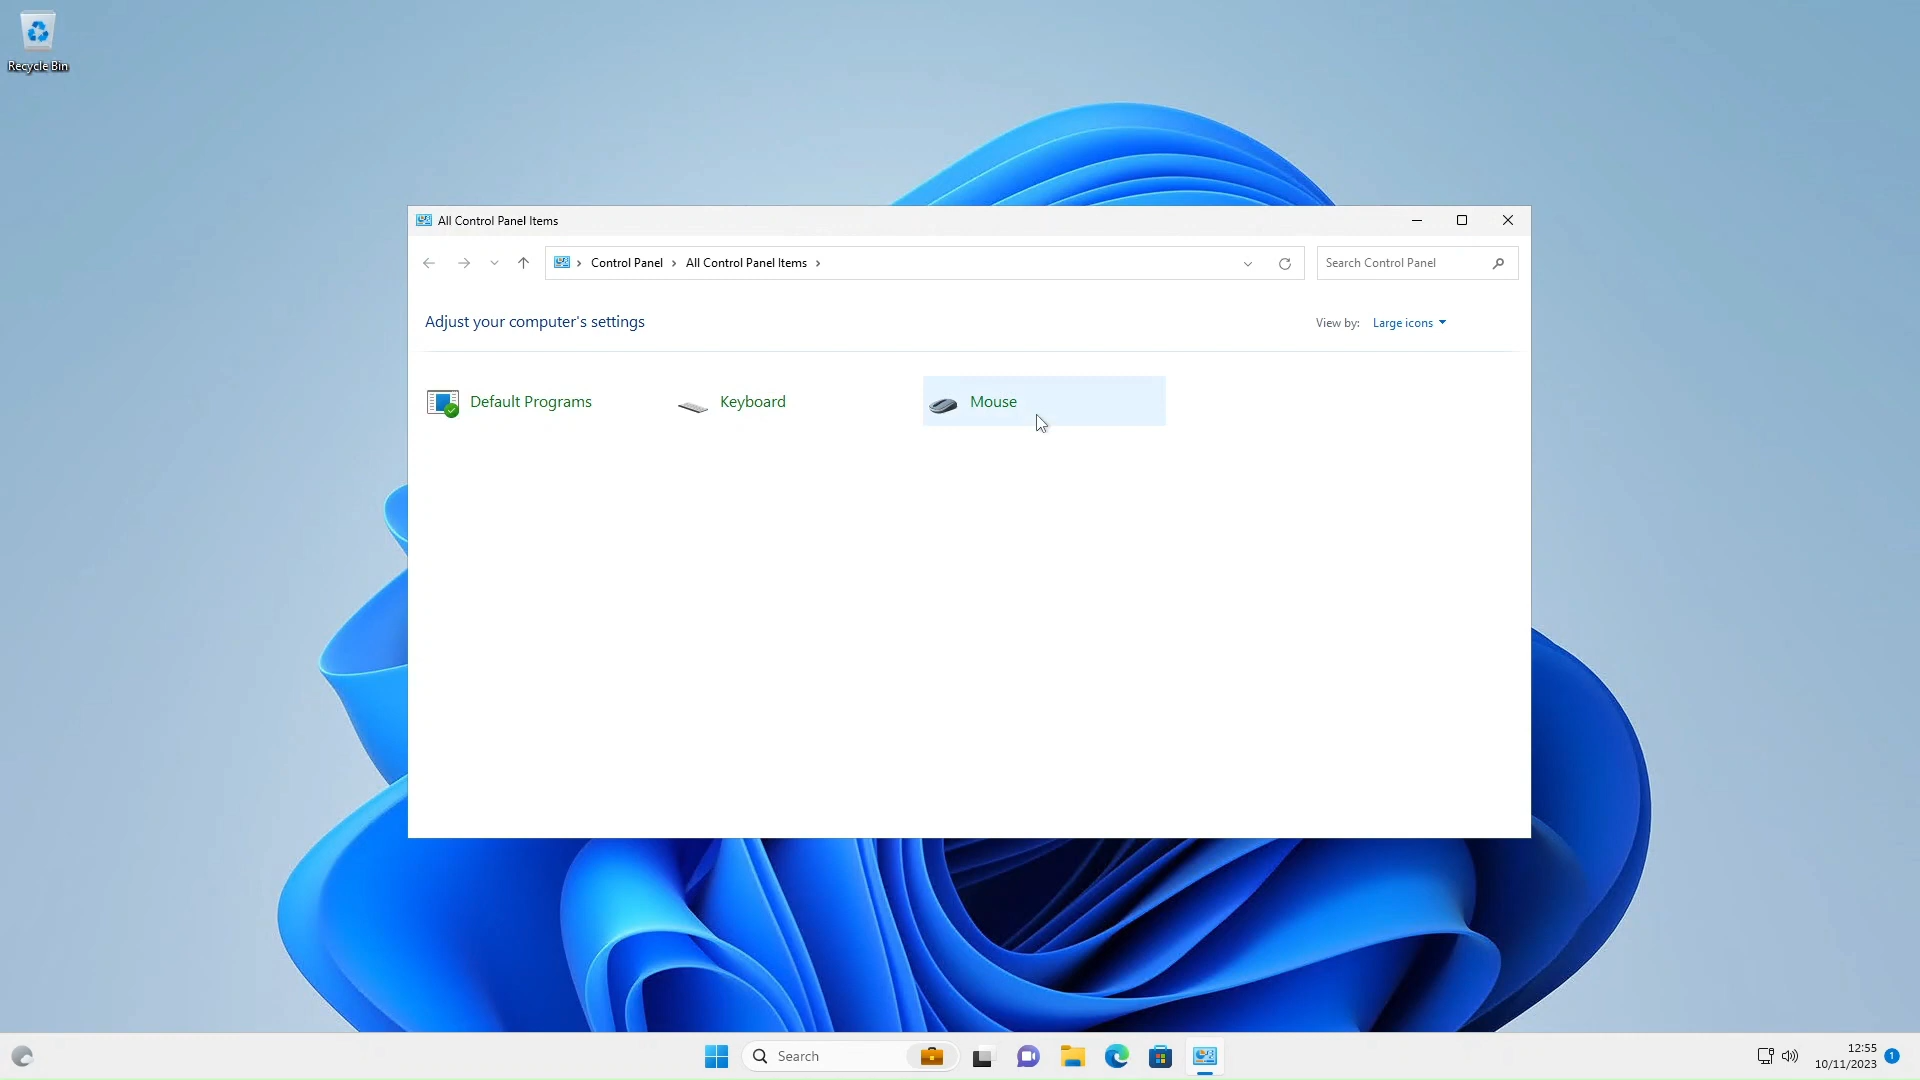 Recycle Bin
All Control Panel Items
Control Panel
All Control Panel Items
Search Control Panel
Adjust your computer's settings
View by:
Large icons
Default Programs
Keyboard
Mouse
Search
12:55
10/11/2023
1